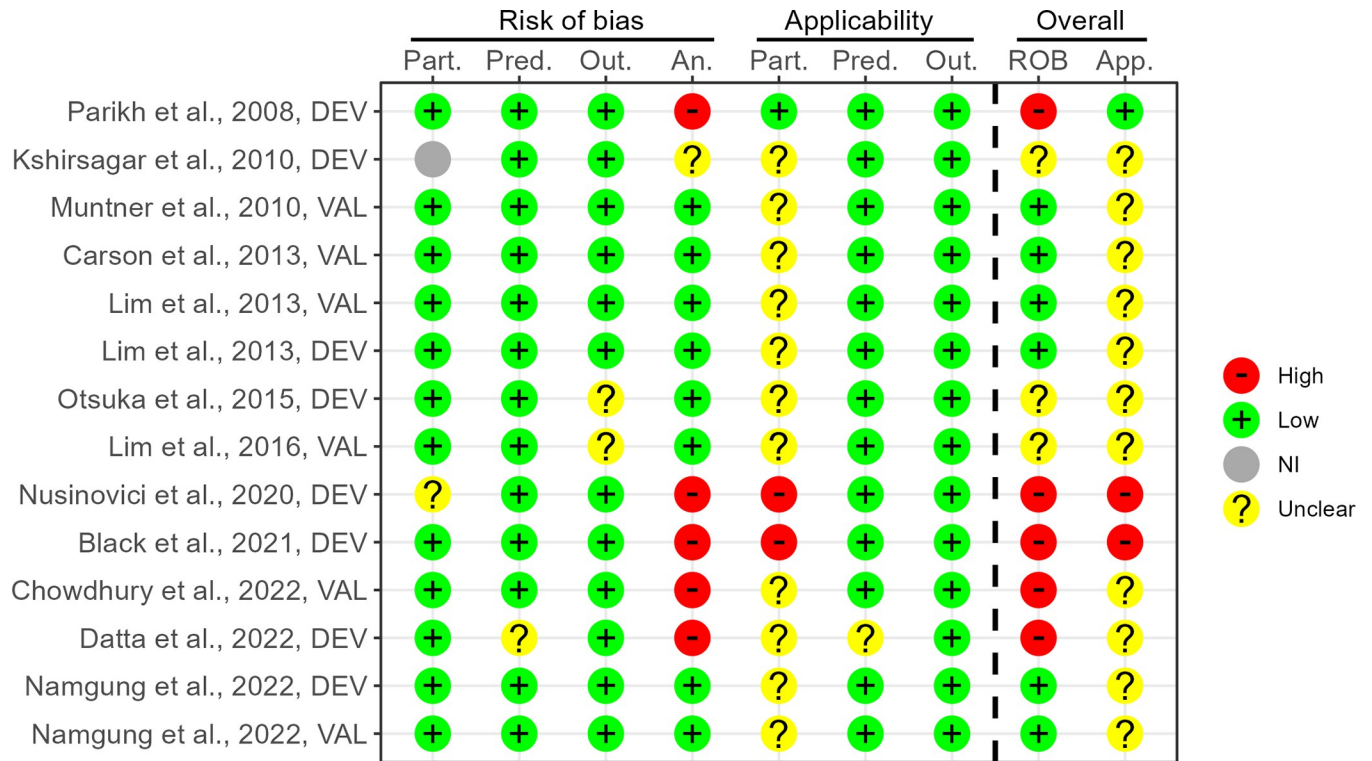 Risk of bias Applicability Overall
Part. Pred. Out. An. Part. Pred. Out. ROB App.
Parikh et al., 2008, DEV + + + - + + + - +
Kshirsagar et al., 2010, DEV + + ? ? + + ? ?
Muntner et al., 2010, VAL + + + + ? + + + ?
Carson et al., 2013, VAL + + + + ? + + + ?
Lim et al., 2013, VAL + + + + ? + + + ?
Lim et al., 2013, DEV + + + + ? + + + ?
Otsuka et al., 2015, DEV + + ? + ? + + ? ?
Lim et al., 2016, VAL + + ? + ? + + ? ?
Nusinovici et al., 2020, DEV ? + + - - + + - -
Black et al., 2021, DEV + + + - - + + - -
Chowdhury et al., 2022, VAL + + + - ? + + - ?
Datta et al., 2022, DEV + ? + - ? ? + - ?
Namgung et al., 2022, DEV + + + + ? + + + ?
Namgung et al., 2022, VAL + + + + ? + + + ?
- High
+ Low
NI
? Unclear